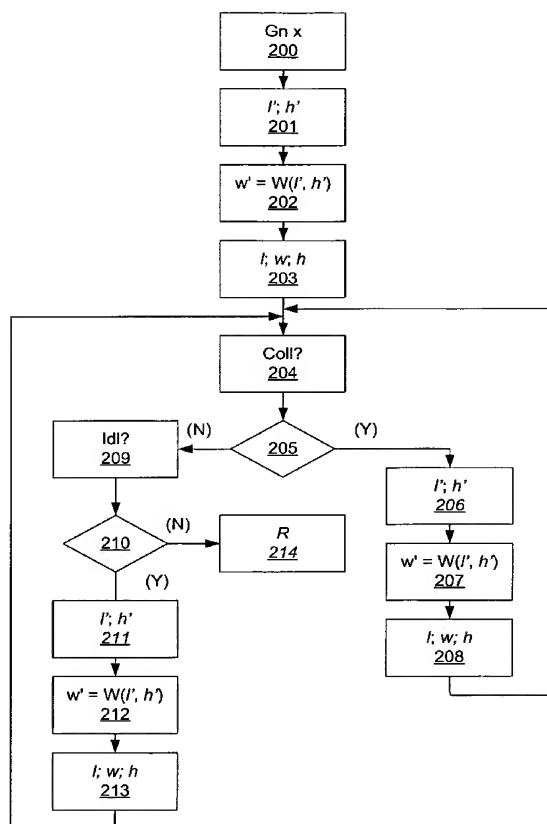 Gn x
200
l'; h'
201
w' = W(l', h')
202
l; w; h
203
Coll?
204
(N)
(Y)
Idl?
209
205
l'; h'
206
(N)
210
R
214
(Y)
w' = W(l', h')
207
l'; h'
211
l; w; h
208
w' = W(l', h')
212
l; w; h
213